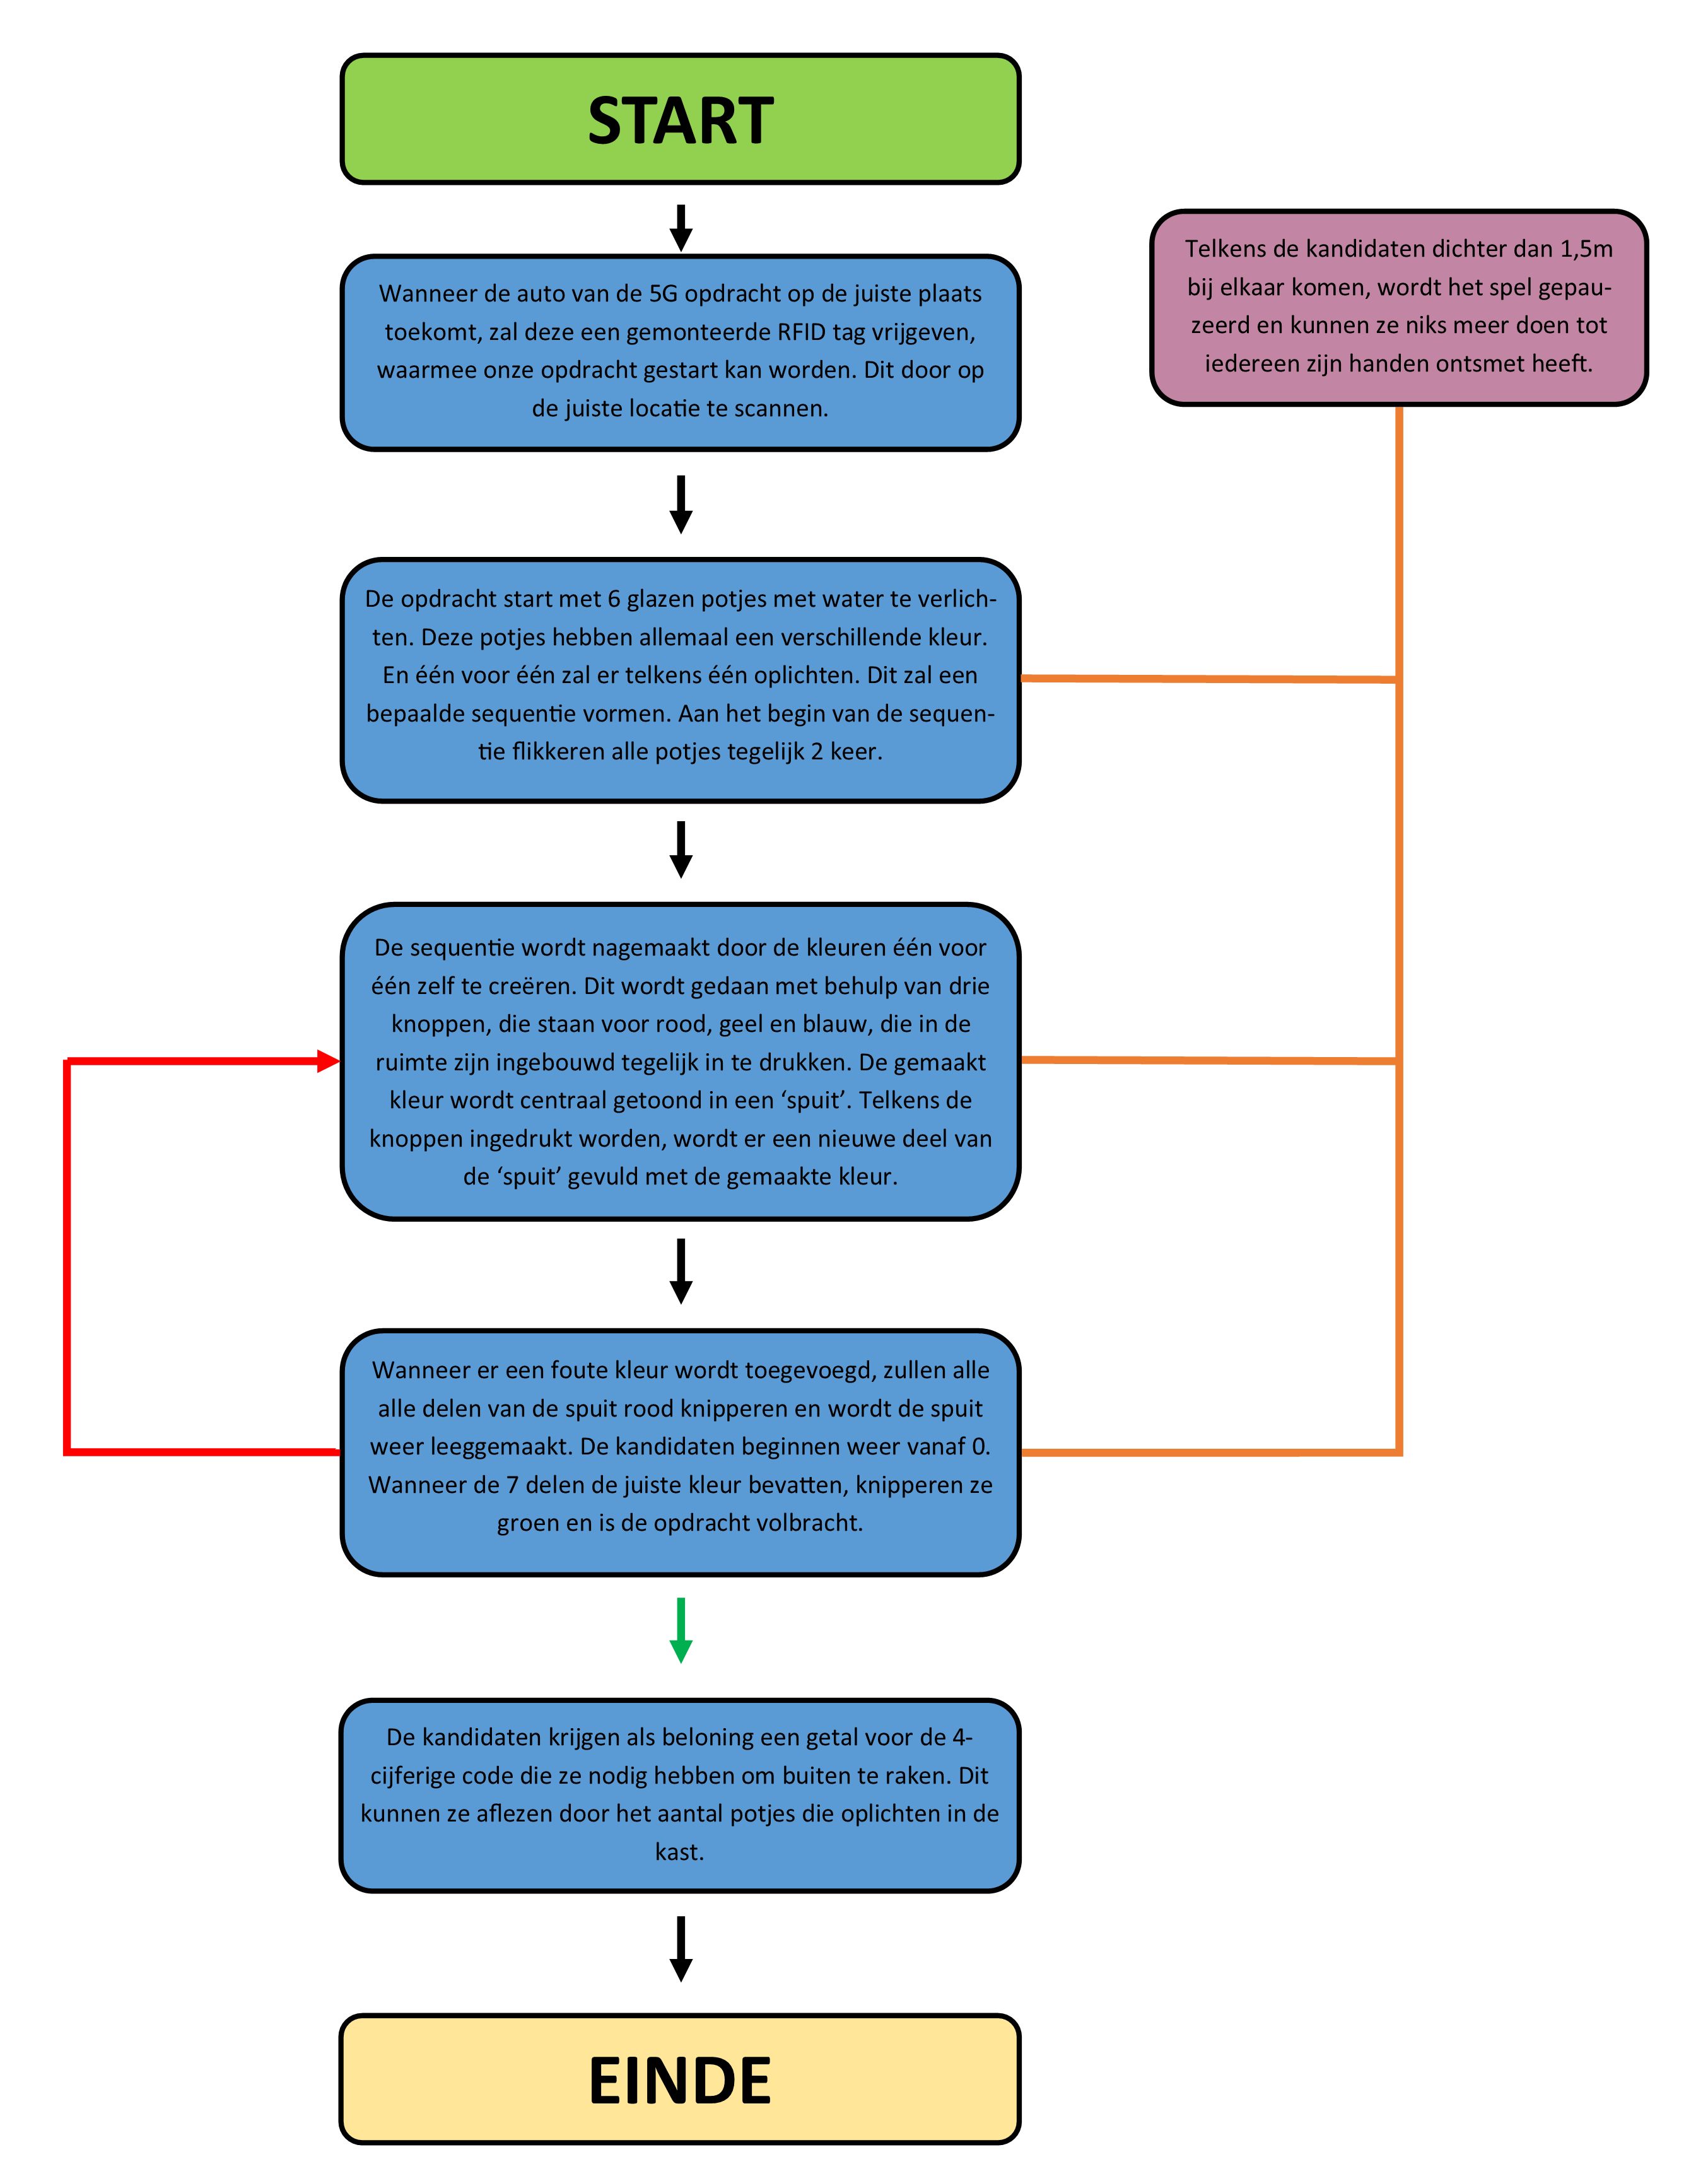 START
Wanneer de auto van de 5G opdracht op de juiste plaats
toekomt, zal deze een gemonteerde RFID tag vrijgeven,
waarmee onze opdracht gestart kan worden. Dit door op
de juiste locatie te scannen.
Telkens de kandidaten dichter dan 1,5m
bij elkaar komen, wordt het spel gepau-
zeerd en kunnen ze niks meer doen tot
iedereen zijn handen ontsmet heeft.
De opdracht start met 6 glazen potjes met water te verlich-
ten. Deze potjes hebben allemaal een verschillende kleur.
En één voor één zal er telkens één oplichten. Dit zal een
bepaalde sequentie vormen. Aan het begin van de sequen-
tie flikkeren alle potjes tegelijk 2 keer.
De sequentie wordt nagemaakt door de kleuren één voor
één zelf te creëren. Dit wordt gedaan met behulp van drie
knoppen, die staan voor rood, geel en blauw, die in de
ruimte zijn ingebouwd tegelijk in te drukken. De gemaakt
kleur wordt centraal getoond in een ‘spuit’. Telkens de
knoppen ingedrukt worden, wordt er een nieuwe deel van
de ‘spuit’ gevuld met de gemaakte kleur.
Wanneer er een foute kleur wordt toegevoegd, zullen alle
alle delen van de spuit rood knipperen en wordt de spuit
weer leeggemaakt. De kandidaten beginnen weer vanaf 0.
Wanneer de 7 delen de juiste kleur bevatten, knipperen ze
groen en is de opdracht volbracht.
De kandidaten krijgen als beloning een getal voor de 4-
cijferige code die ze nodig hebben om buiten te raken. Dit
kunnen ze aflezen door het aantal potjes die oplichten in de
kast.
EINDE